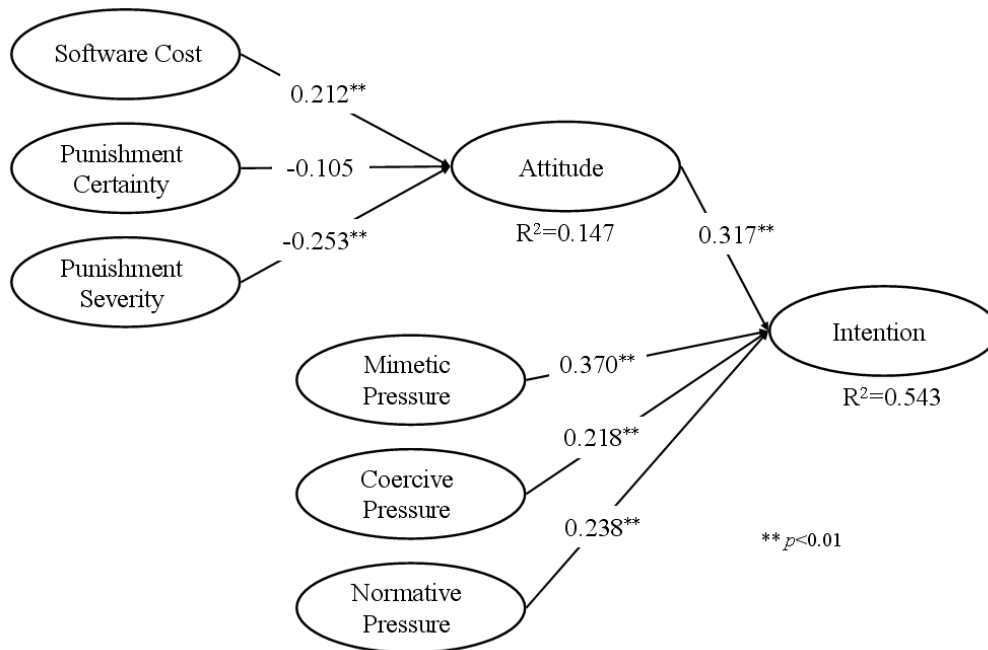 Software Cost
0.212**
Punishment
Certainty
-0.105
Attitude
R²=0.147
0.317**
-0.253**
Punishment
Severity
Intention
R²=0.543
Mimetic
Pressure
0.370**
0.218**
Coercive
Pressure
0.238**
** p<0.01
Normative
Pressure